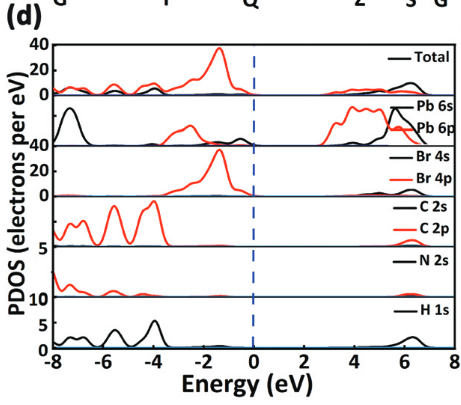 (d)
PDOS (electrons per eV)
40
20
0
Total
Pb 6s
Pb 6p
40
20
0
Br 4s
Br 4p
C 2s
C 2p
5
N 2s
10
5
0
H 1s
-8 -6 -4 -2 0 2 4 6 8
Energy (eV)